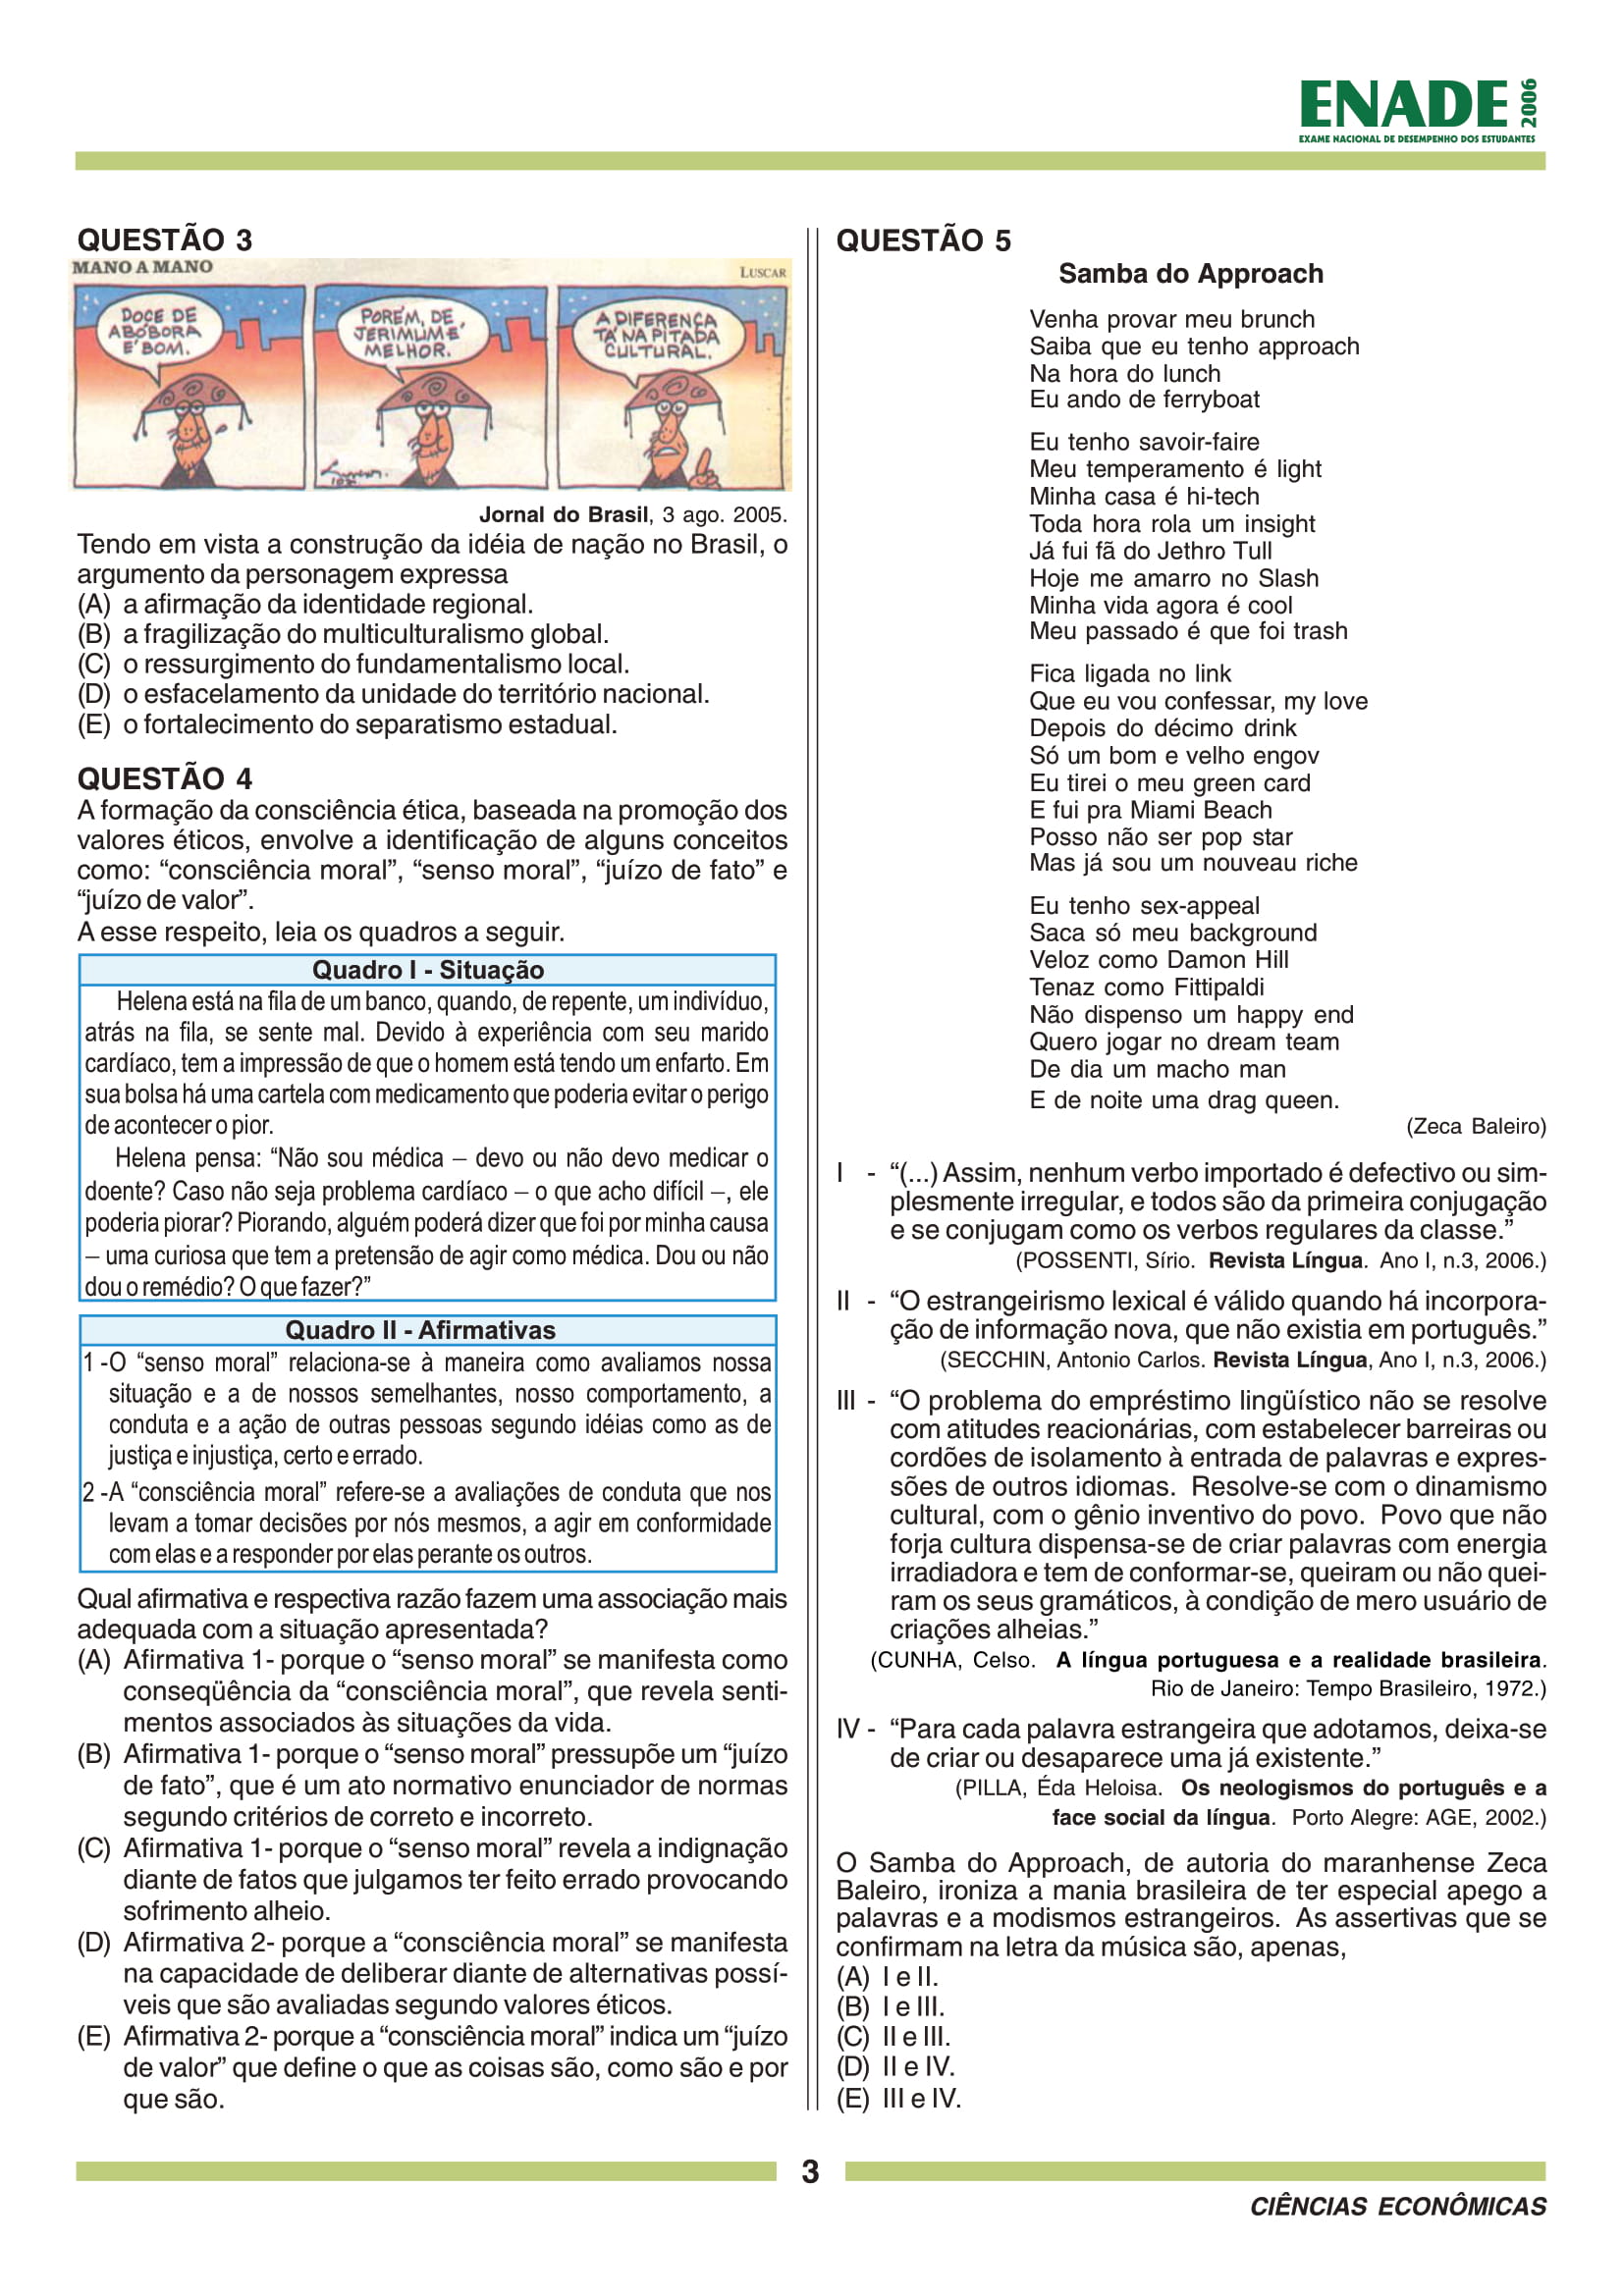 ENADE 2006
EXAME NACIONAL DE DESEMPENHO DOS ESTUDANTES
QUESTÃO 3
MANO A MANO
LUSCAR
DOCE DE
ABÓBORA
É BOM.
PORÉM, DE
JERIMUM É
MELHOR.
A DIFERENÇA
TÁ NA PITADA
CULTURAL.
Jornal do Brasil, 3 ago. 2005.
Tendo em vista a construção da idéia de nação no Brasil, o
argumento da personagem expressa
(A) a afirmação da identidade regional.
(B) a fragilização do multiculturalismo global.
(C) o ressurgimento do fundamentalismo local.
(D) o esfacelamento da unidade do território nacional.
(E) o fortalecimento do separatismo estadual.
QUESTÃO 4
A formação da consciência ética, baseada na promoção dos
valores éticos, envolve a identificação de alguns conceitos
como: “consciência moral”, “senso moral”, “juízo de fato” e
“juízo de valor”.
A esse respeito, leia os quadros a seguir.
Quadro I - Situação
Helena está na fila de um banco, quando, de repente, um indivíduo,
atrás na fila, se sente mal. Devido à experiência com seu marido
cardíaco, tem a impressão de que o homem está tendo um enfarto. Em
sua bolsa há uma cartela com medicamento que poderia evitar o perigo
de acontecer o pior.
Helena pensa: “Não sou médica – devo ou não devo medicar o
doente? Caso não seja problema cardíaco – o que acho difícil –, ele
poderia piorar? Piorando, alguém poderá dizer que foi por minha causa
– uma curiosa que tem a pretensão de agir como médica. Dou ou não
dou o remédio? O que fazer?”
Quadro II - Afirmativas
1 -O “senso moral” relaciona-se à maneira como avaliamos nossa
situação e a de nossos semelhantes, nosso comportamento, a
conduta e a ação de outras pessoas segundo idéias como as de
justiça e injustiça, certo e errado.
2 -A “consciência moral” refere-se a avaliações de conduta que nos
levam a tomar decisões por nós mesmos, a agir em conformidade
com elas e a responder por elas perante os outros.
Qual afirmativa e respectiva razão fazem uma associação mais
adequada com a situação apresentada?
(A) Afirmativa 1- porque o “senso moral” se manifesta como
conseqüência da “consciência moral”, que revela senti-
mentos associados às situações da vida.
(B) Afirmativa 1- porque o “senso moral” pressupõe um “juízo
de fato”, que é um ato normativo enunciador de normas
segundo critérios de correto e incorreto.
(C) Afirmativa 1- porque o “senso moral” revela a indignação
diante de fatos que julgamos ter feito errado provocando
sofrimento alheio.
(D) Afirmativa 2- porque a “consciência moral” se manifesta
na capacidade de deliberar diante de alternativas possí-
veis que são avaliadas segundo valores éticos.
(E) Afirmativa 2- porque a “consciência moral” indica um “juízo
de valor” que define o que as coisas são, como são e por
que são.
QUESTÃO 5
Samba do Approach
Venha provar meu brunch
Saiba que eu tenho approach
Na hora do lunch
Eu ando de ferryboat
Eu tenho savoir-faire
Meu temperamento é light
Minha casa é hi-tech
Toda hora rola um insight
Já fui fã do Jethro Tull
Hoje me amarro no Slash
Minha vida agora é cool
Meu passado é que foi trash
Fica ligada no link
Que eu vou confessar, my love
Depois do décimo drink
Só um bom e velho engov
Eu tirei o meu green card
E fui pra Miami Beach
Posso não ser pop star
Mas já sou um nouveau riche
Eu tenho sex-appeal
Saca só meu background
Veloz como Damon Hill
Tenaz como Fittipaldi
Não dispenso um happy end
Quero jogar no dream team
De dia um macho man
E de noite uma drag queen.
(Zeca Baleiro)
I - “(...) Assim, nenhum verbo importado é defectivo ou sim-
plesmente irregular, e todos são da primeira conjugação
e se conjugam como os verbos regulares da classe.”
(POSSENTI, Sírio. Revista Língua. Ano I, n.3, 2006.)
II - “O estrangeirismo lexical é válido quando há incorpora-
ção de informação nova, que não existia em português.”
(SECCHIN, Antonio Carlos. Revista Língua, Ano I, n.3, 2006.)
III - “O problema do empréstimo lingüístico não se resolve
com atitudes reacionárias, com estabelecer barreiras ou
cordões de isolamento à entrada de palavras e expres-
sões de outros idiomas. Resolve-se com o dinamismo
cultural, com o gênio inventivo do povo. Povo que não
forja cultura dispensa-se de criar palavras com energia
irradiadora e tem de conformar-se, queiram ou não quei-
ram os seus gramáticos, à condição de mero usuário de
criações alheias.”
(CUNHA, Celso. A língua portuguesa e a realidade brasileira.
Rio de Janeiro: Tempo Brasileiro, 1972.)
IV - “Para cada palavra estrangeira que adotamos, deixa-se
de criar ou desaparece uma já existente.”
(PILLA, Éda Heloisa. Os neologismos do português e a
face social da língua. Porto Alegre: AGE, 2002.)
O Samba do Approach, de autoria do maranhense Zeca
Baleiro, ironiza a mania brasileira de ter especial apego a
palavras e a modismos estrangeiros. As assertivas que se
confirmam na letra da música são, apenas,
(A) I e II.
(B) I e III.
(C) II e III.
(D) II e IV.
(E) III e IV.
3
CIÊNCIAS ECONÔMICAS